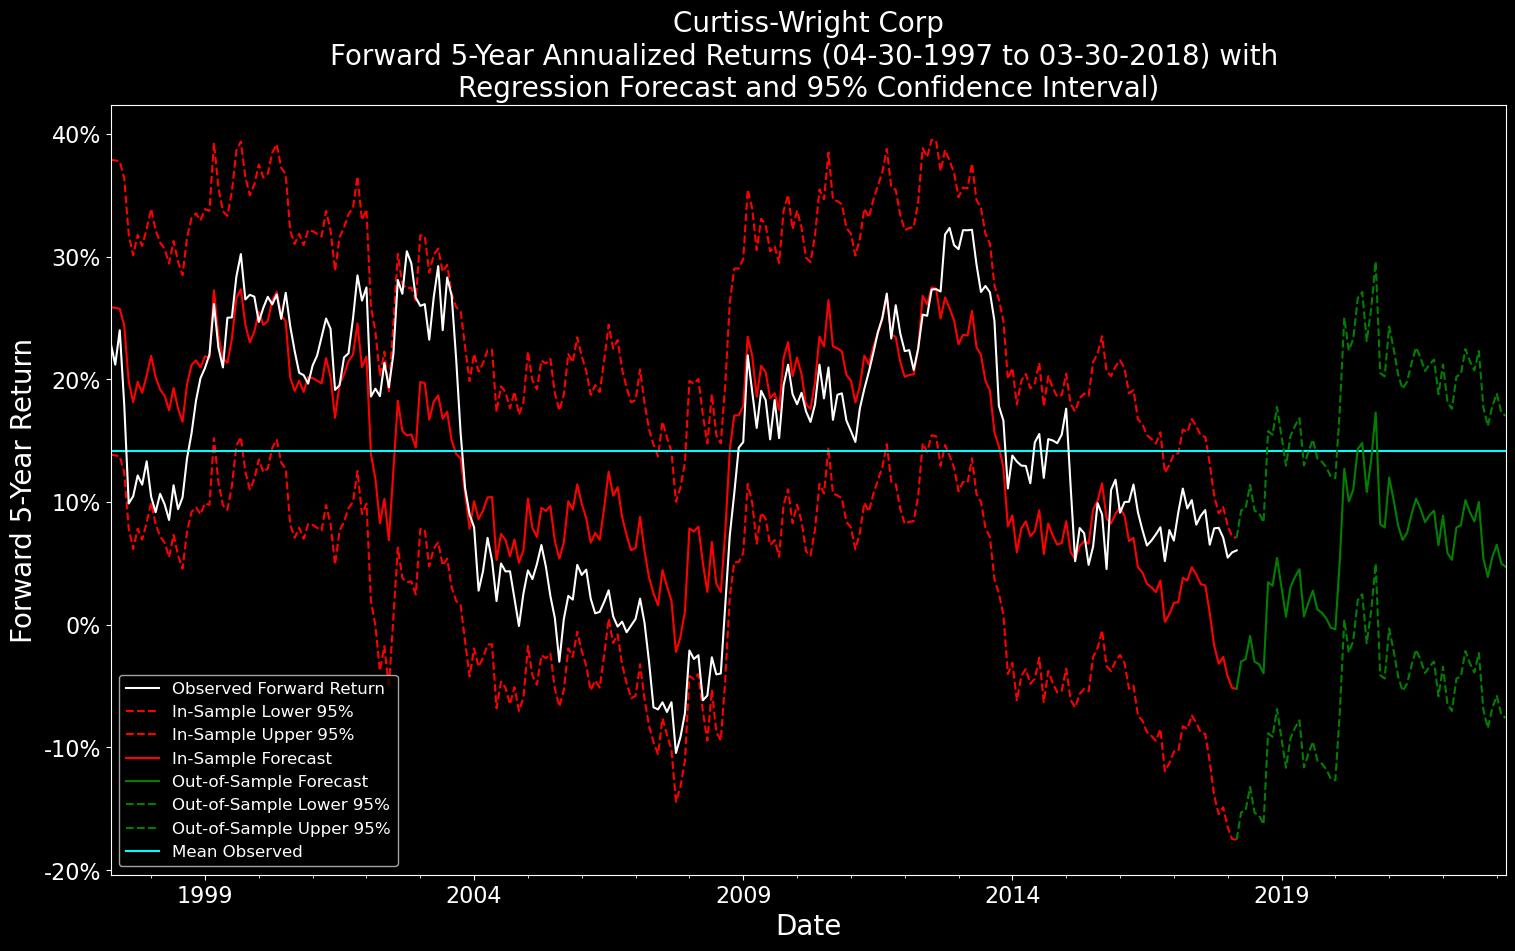 Curtiss-Wright Corp
Forward 5-Year Annualized Returns (04-30-1997 to 03-30-2018) with
Regression Forecast and 95% Confidence Interval)
Forward 5-Year Return
40%
30%
20%
10%
0%
-10%
-20%
Observed Forward Return
In-Sample Lower 95%
In-Sample Upper 95%
In-Sample Forecast
Out-of-Sample Forecast
Out-of-Sample Lower 95%
Out-of-Sample Upper 95%
Mean Observed
1999 2004 2009 2014 2019
Date